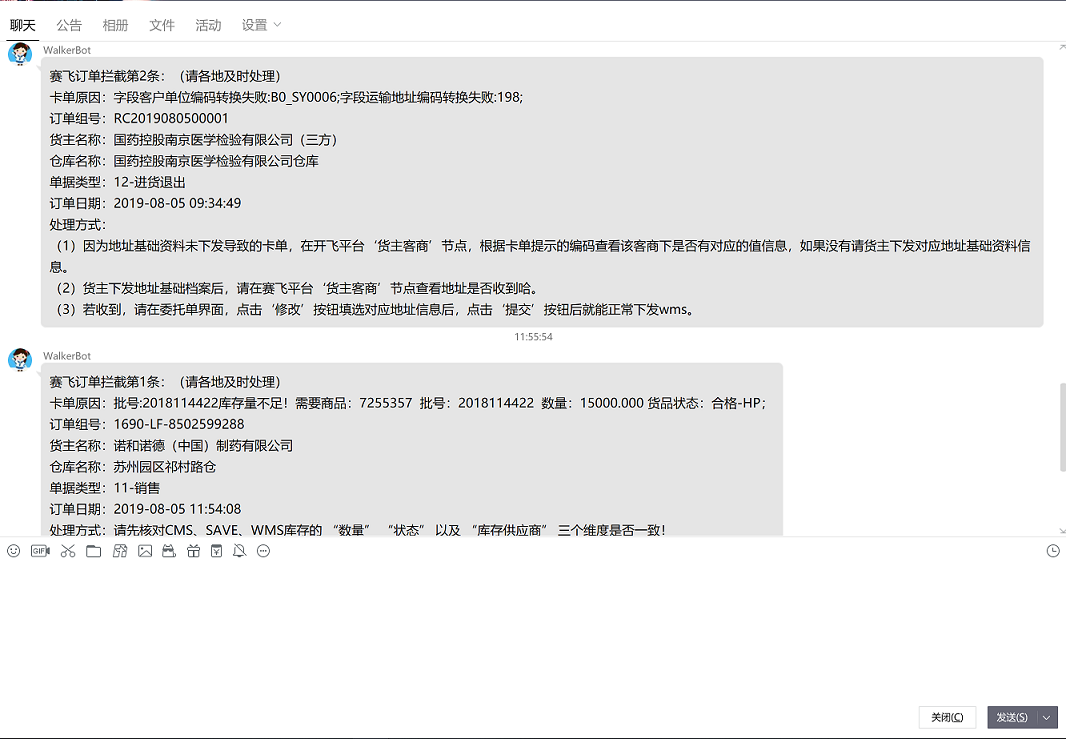 聊天 公告 相册 文件 活动 设置
WalkerBot
赛飞订单拦截第2条：（请各地及时处理）
卡单原因：字段客户单位编码转换失败:B0_SY0006;字段运输地址编码转换失败:198;
订单组号：RC2019080500001
货主名称：国药控股南京医学检验有限公司（三方）
仓库名称：国药控股南京医学检验有限公司仓库
单据类型：12-进货退出
订单日期：2019-08-05 09:34:49
处理方式：
（1）因为地址基础资料未下发导致的卡单，在开飞平台‘货主客商’节点，根据卡单提示的编码查看该客商下是否有对应的值信息，如果没有请货主下发对应地址基础资料信
息。
（2）货主下发地址基础档案后，请在赛飞平台‘货主客商’节点查看地址是否收到哈。
（3）若收到，请在委托单界面，点击‘修改’按钮填选对应地址信息后，点击‘提交’按钮后就能正常下发wms。
11:55:54
WalkerBot
赛飞订单拦截第1条：（请各地及时处理）
卡单原因：批号:2018114422库存量不足！需要商品：7255357 批号：2018114422 数量：15000.000 货品状态：合格-HP；
订单组号：1690-LF-8502599288
货主名称：诺和诺德（中国）制药有限公司
仓库名称：苏州园区祁村路仓
单据类型：11-销售
订单日期：2019-08-05 11:54:08
处理方式：请先核对CMS、SAVE、WMS库存的 “数量” “状态” 以及 “库存供应商” 三个维度是否一致！
GIF
关闭(C) 发送(S)